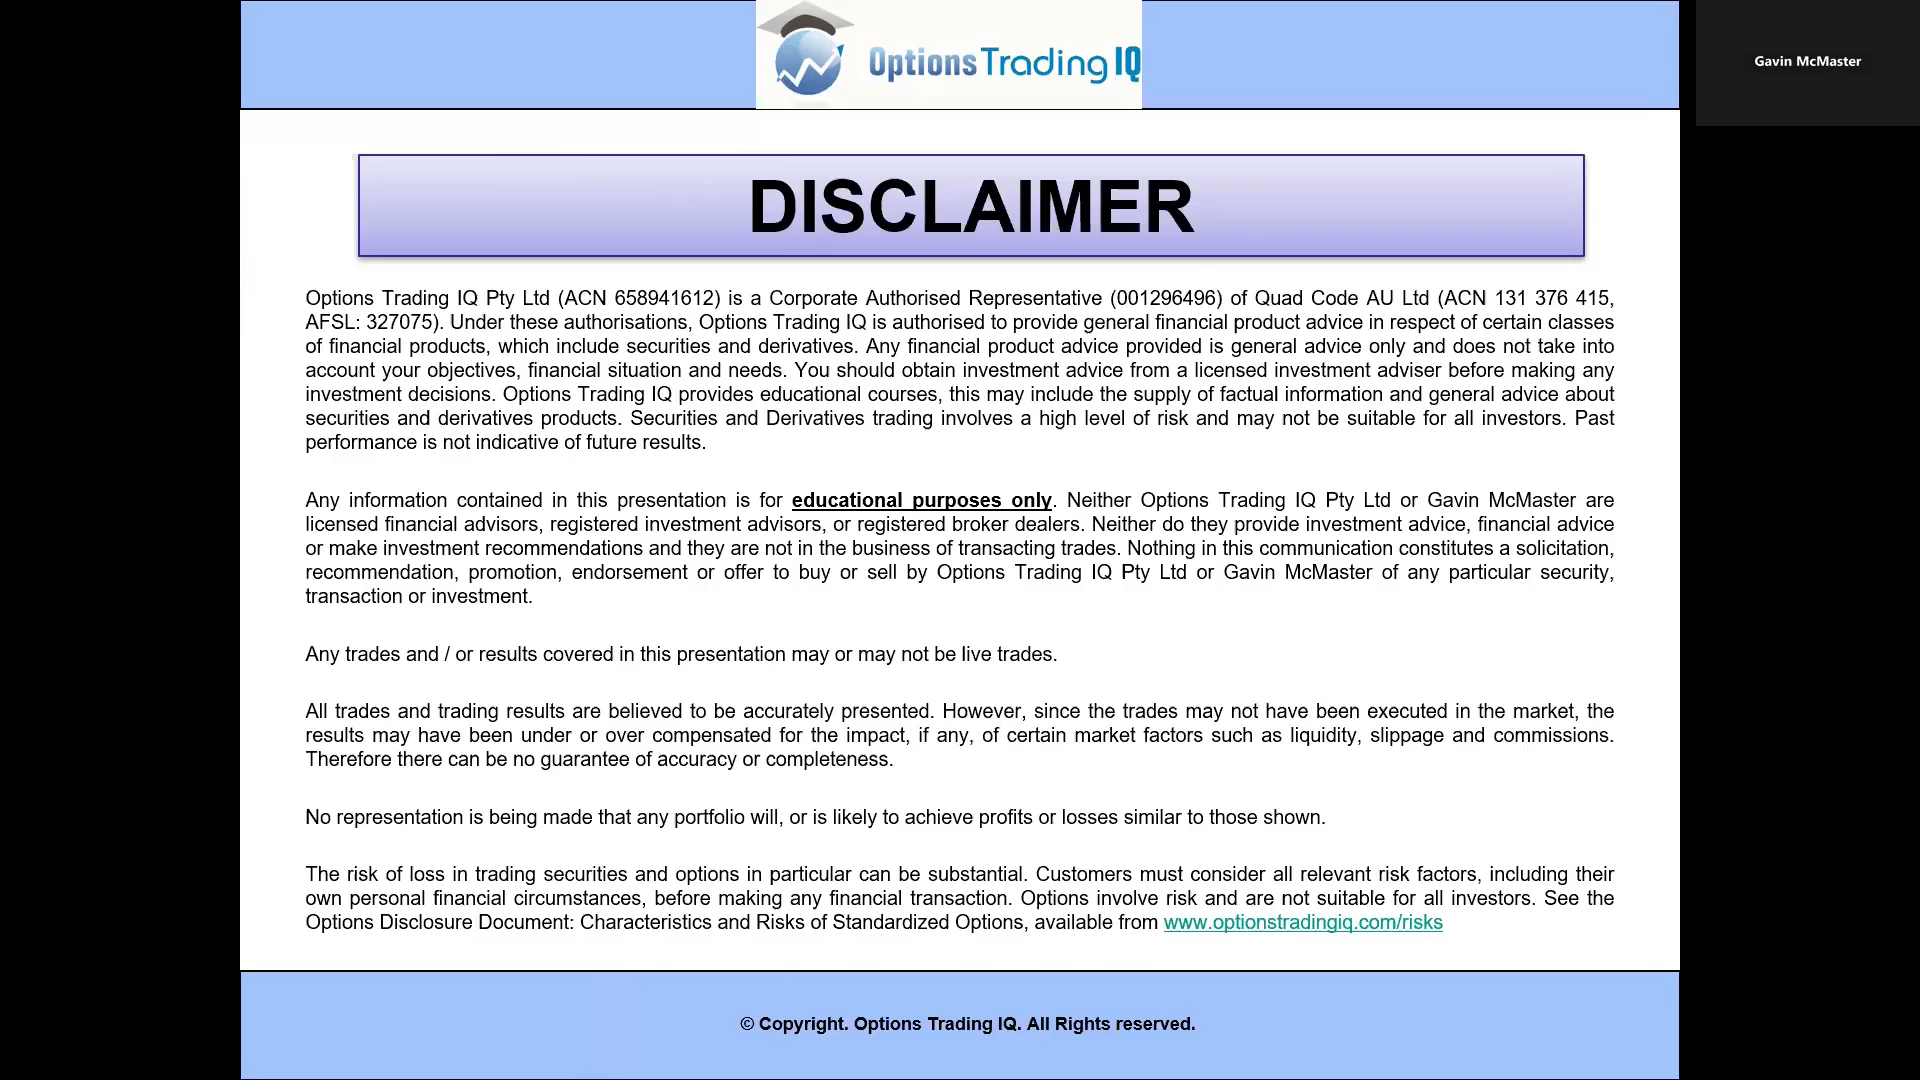 Options Trading IQ
Gavin McMaster
DISCLAIMER
Options Trading IQ Pty Ltd (ACN 658941612) is a Corporate Authorised Representative (001296496) of Quad Code AU Ltd (ACN 131 376 415,
AFSL: 327075). Under these authorisations, Options Trading IQ is authorised to provide general financial product advice in respect of certain classes
of financial products, which include securities and derivatives. Any financial product advice provided is general advice only and does not take into
account your objectives, financial situation and needs. You should obtain investment advice from a licensed investment adviser before making any
investment decisions. Options Trading IQ provides educational courses, this may include the supply of factual information and general advice about
securities and derivatives products. Securities and Derivatives trading involves a high level of risk and may not be suitable for all investors. Past
performance is not indicative of future results.
Any information contained in this presentation is for educational purposes only. Neither Options Trading IQ Pty Ltd or Gavin McMaster are
licensed financial advisors, registered investment advisors, or registered broker dealers. Neither do they provide investment advice, financial advice
or make investment recommendations and they are not in the business of transacting trades. Nothing in this communication constitutes a solicitation,
recommendation, promotion, endorsement or offer to buy or sell by Options Trading IQ Pty Ltd or Gavin McMaster of any particular security,
transaction or investment.
Any trades and / or results covered in this presentation may or may not be live trades.
All trades and trading results are believed to be accurately presented. However, since the trades may not have been executed in the market, the
results may have been under or over compensated for the impact, if any, of certain market factors such as liquidity, slippage and commissions.
Therefore there can be no guarantee of accuracy or completeness.
No representation is being made that any portfolio will, or is likely to achieve profits or losses similar to those shown.
The risk of loss in trading securities and options in particular can be substantial. Customers must consider all relevant risk factors, including their
own personal financial circumstances, before making any financial transaction. Options involve risk and are not suitable for all investors. See the
Options Disclosure Document: Characteristics and Risks of Standardized Options, available from www.optionstradingiq.com/risks
© Copyright. Options Trading IQ. All Rights reserved.